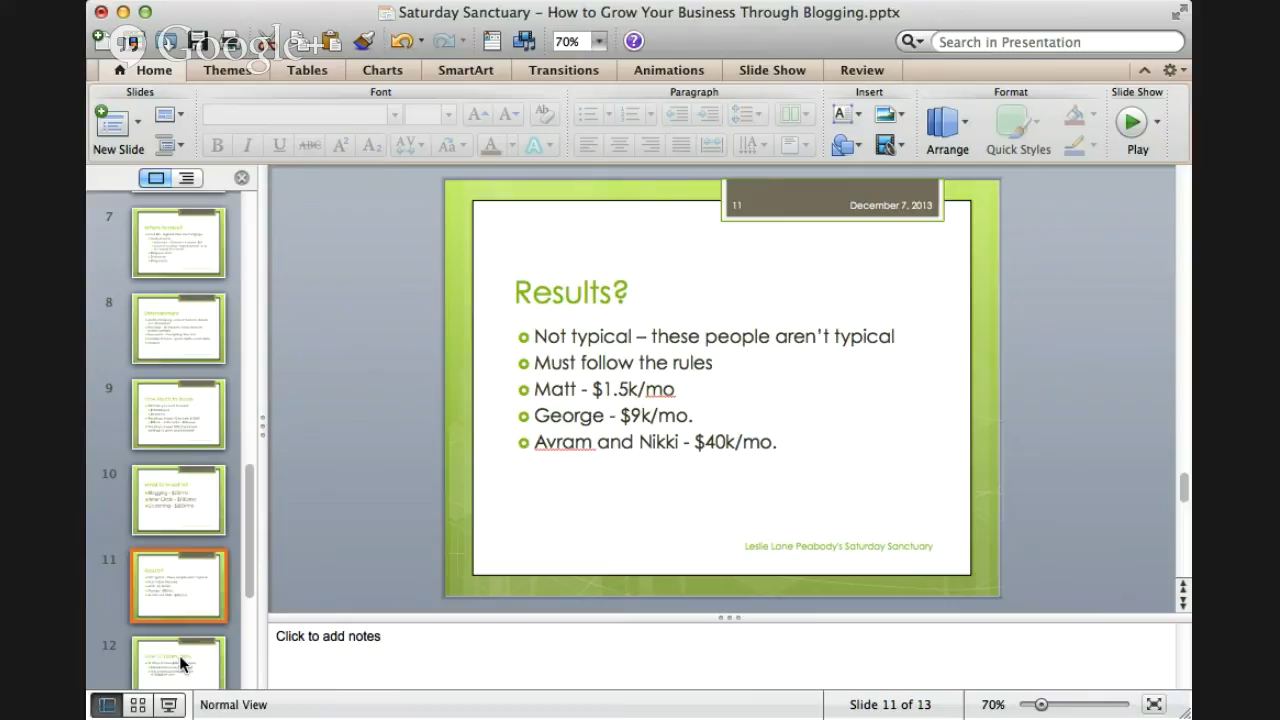 Saturday Sanctuary – How to Grow Your Business Through Blogging.pptx
Google+
70%
Search in Presentation
Home Themes Tables Charts SmartArt Transitions Animations Slide Show Review
Slides Font Paragraph Insert Format Slide Show
New Slide Arrange Quick Styles Play
7
8
9
10
11
12
11 December 7, 2013
Results?
Not typical – these people aren't typical
Must follow the rules
Matt - $1.5k/mo
George - $9k/mo.
Avram and Nikki - $40k/mo.
Leslie Lane Peabody's Saturday Sanctuary
Click to add notes
Normal View Slide 11 of 13 70%